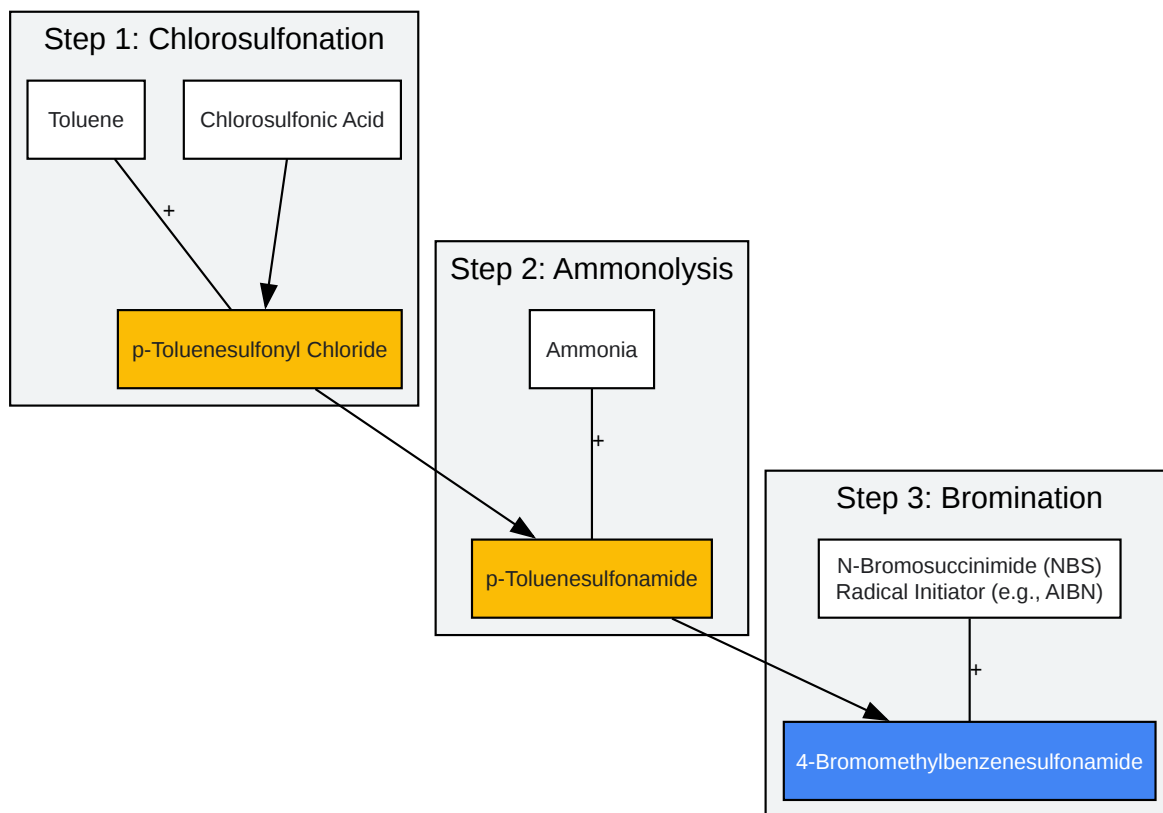 Step 1: Chlorosulfonation
Toluene
Chlorosulfonic Acid
+
p-Toluenesulfonyl Chloride
Step 2: Ammonolysis
Ammonia
+
p-Toluenesulfonamide
Step 3: Bromination
N-Bromosuccinimide (NBS)
Radical Initiator (e.g., AIBN)
+
4-Bromomethylbenzenesulfonamide